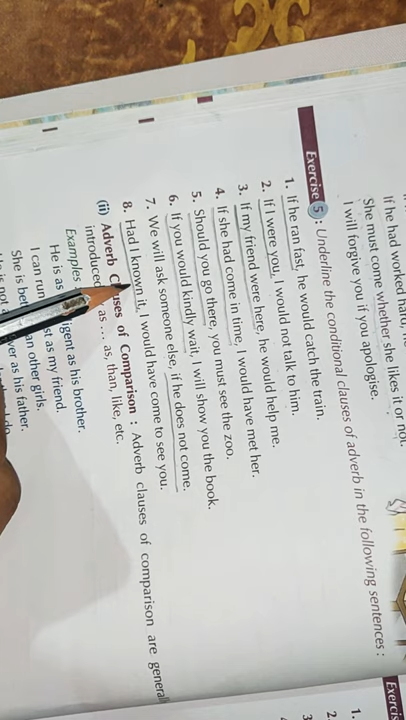 If he had worked hard, he
She must come whether she likes it or not.
I will forgive you if you apologise.
Exercise 5 : Underline the conditional clauses of adverb in the following sentences :
1. If he ran fast, he would catch the train.
2. If I were you, I would not talk to him.
3. If my friend were here, he would help me.
4. If she had come in time, I would have met her.
5. Should you go there, you must see the zoo.
6. If you would kindly wait, I will show you the book.
7. We will ask someone else, if he does not come.
8. Had I known it, I would have come to see you.
(ii) Adverb Clauses of Comparison : Adverb clauses of comparison are general
introduced as ... as, than, like, etc.
Examples
He is as gent as his brother.
I can run st as my friend.
She is bet an other girls.
er as his father.
Exerci
1.
2.
3